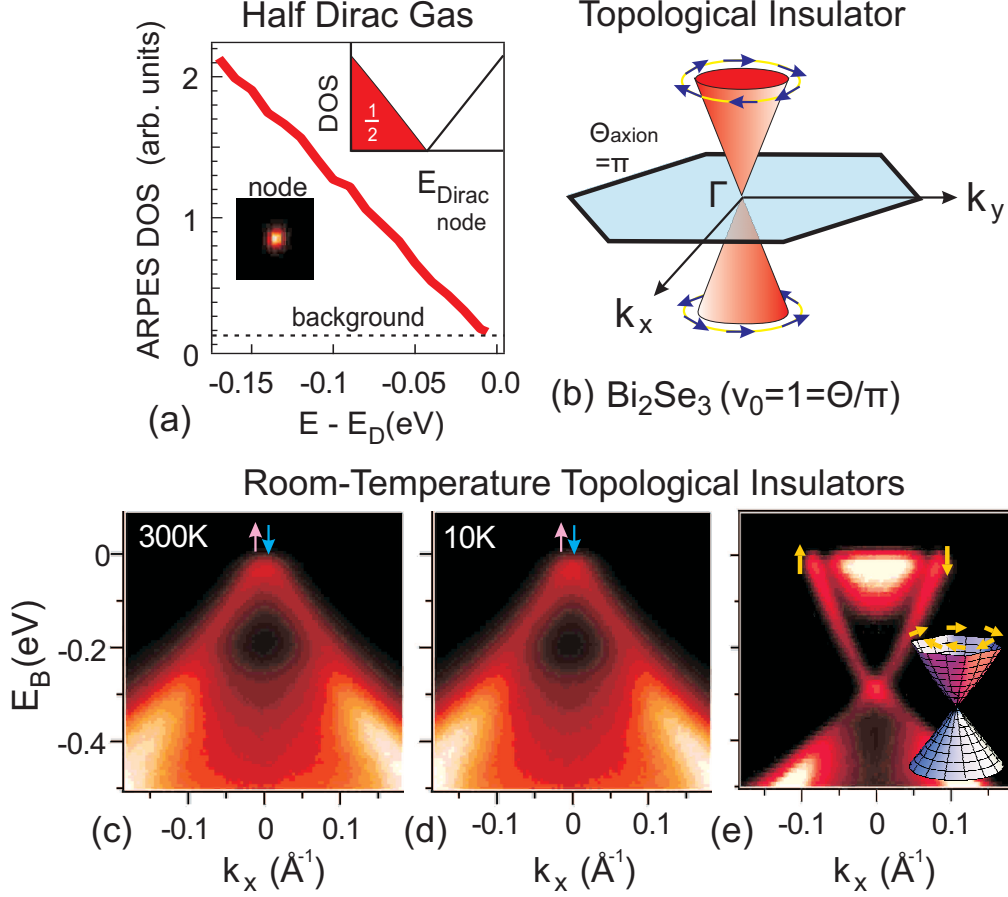 Half Dirac Gas
Topological Insulator
ARPES DOS (arb. units)
2
1
0
DOS
1/2
E_Dirac
node
node
background
-0.15
-0.1
-0.05
0.0
E - E_D(eV)
(a)
Θ_axion
=π
Γ
k_y
k_x
(b) Bi₂Se₃ (ν₀=1=Θ/π)
Room-Temperature Topological Insulators
E_B(eV)
0
-0.2
-0.4
300K
10K
(c)
-0.1
0
0.1
k_x (Å⁻¹)
(d)
-0.1
0
0.1
k_x (Å⁻¹)
(e)
-0.1
0
0.1
k_x (Å⁻¹)